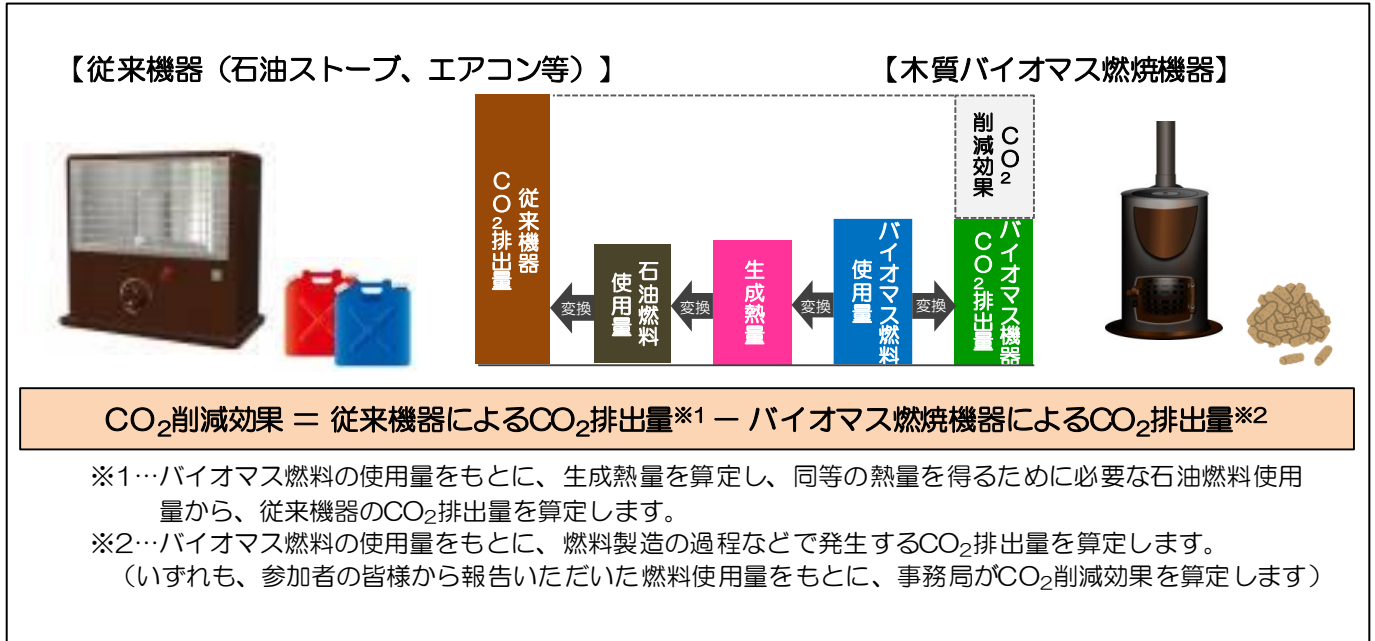 【従来機器（石油ストーブ、エアコン等）】
【木質バイオマス燃焼機器】
従来機器
CO₂排出量
変換
石油燃料
使用量
変換
生成熱量
変換
バイオマス燃料
使用量
変換
CO₂
削減効果
バイオマス機器
CO₂排出量
CO₂削減効果 ＝ 従来機器によるCO₂排出量※1 － バイオマス燃焼機器によるCO₂排出量※2
※1…バイオマス燃料の使用量をもとに、生成熱量を算定し、同等の熱量を得るために必要な石油燃料使用
量から、従来機器のCO₂排出量を算定します。
※2…バイオマス燃料の使用量をもとに、燃料製造の過程などで発生するCO₂排出量を算定します。
（いずれも、参加者の皆様から報告いただいた燃料使用量をもとに、事務局がCO₂削減効果を算定します）